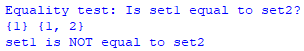 Equality test: Is set1 equal to set2?
{1} {1, 2}
set1 is NOT equal to set2